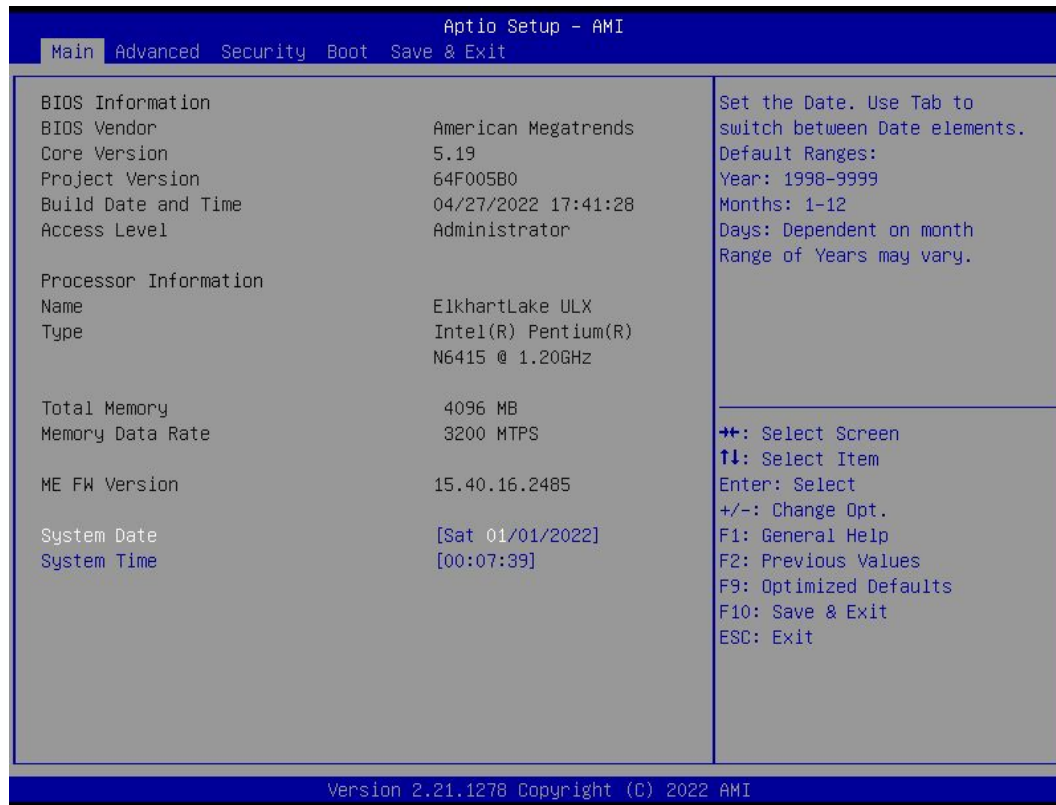 Aptio Setup - AMI
Main Advanced Security Boot Save & Exit
BIOS Information
BIOS Vendor American Megatrends
Core Version 5.19
Project Version 64F005B0
Build Date and Time 04/27/2022 17:41:28
Access Level Administrator
Processor Information
Name ElkhartLake ULX
Type Intel(R) Pentium(R)
N6415 @ 1.20GHz
Total Memory 4096 MB
Memory Data Rate 3200 MTPS
ME FW Version 15.40.16.2485
System Date [Sat 01/01/2022]
System Time [00:07:39]
Set the Date. Use Tab to
switch between Date elements.
Default Ranges:
Year: 1998-9999
Months: 1-12
Days: Dependent on month
Range of Years may vary.
→←: Select Screen
↑↓: Select Item
Enter: Select
+/-: Change Opt.
F1: General Help
F2: Previous Values
F9: Optimized Defaults
F10: Save & Exit
ESC: Exit
Version 2.21.1278 Copyright (C) 2022 AMI